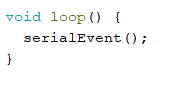 void loop() {
  serialEvent();
}